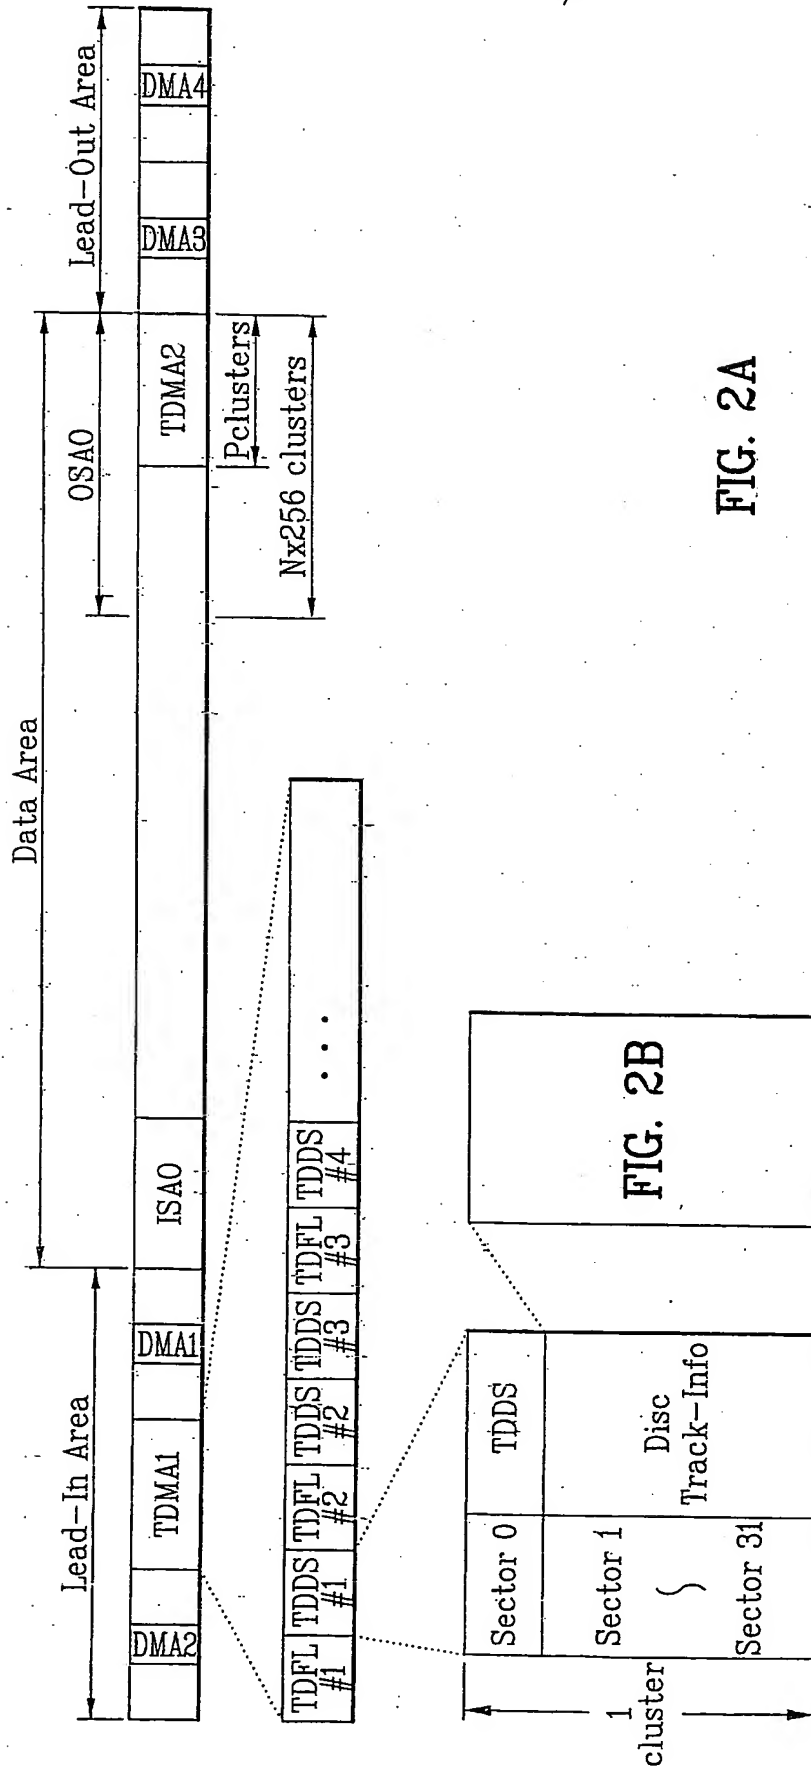 Data Area
Lead-In Area
OSA0
Lead-Out Area
DMA2
TDMA1
DMA1
ISA0
TDMA2
DMA3
DMA4
Pclusters
Nx256 clusters
TDFL
#1
TDDS
#1
TDFL
#2
TDDS
#2
TDDS
#3
TDFL
#3
TDDS
#4
...
1
cluster
Sector 0
TDDS
Sector 1
Sector 31
Disc
Track-Info
FIG. 2B
FIG. 2A